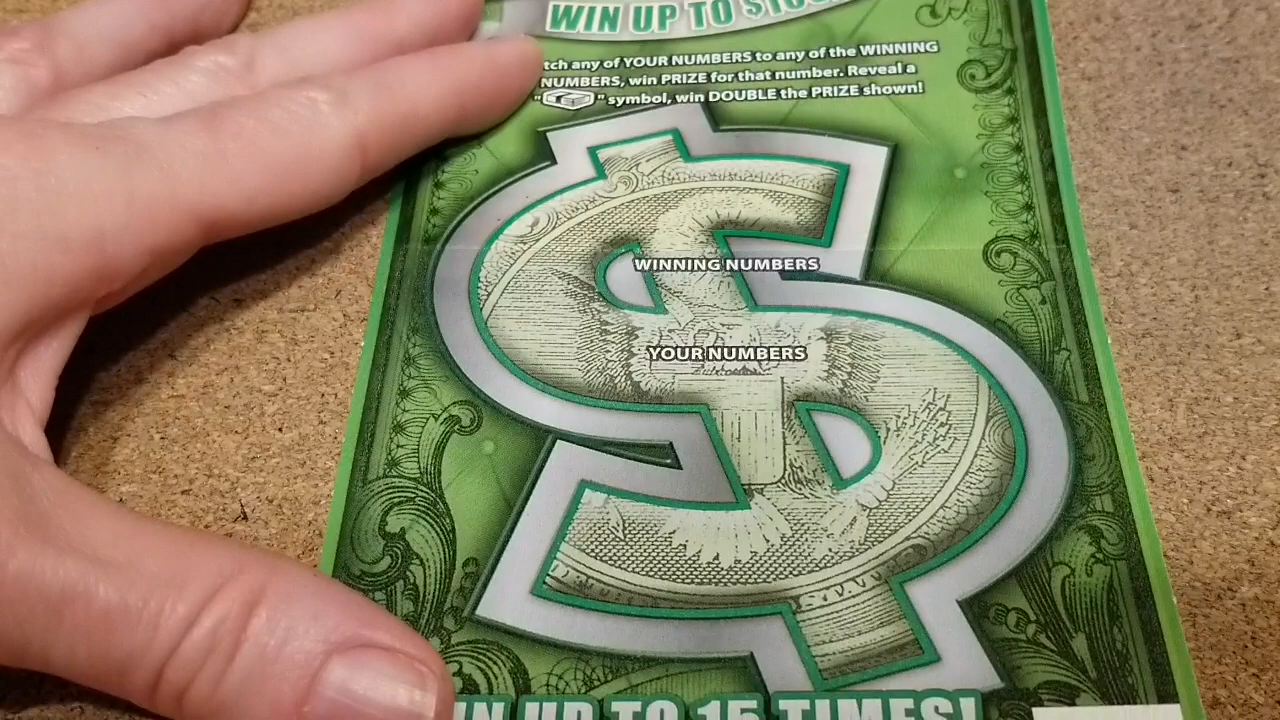 WIN UP TO
tch any of YOUR NUMBERS to any of the WINNING
NUMBERS, win PRIZE for that number. Reveal a
" " symbol, win DOUBLE the PRIZE shown!
WINNING NUMBERS
YOUR NUMBERS
IN UP TO 15 TIMES!